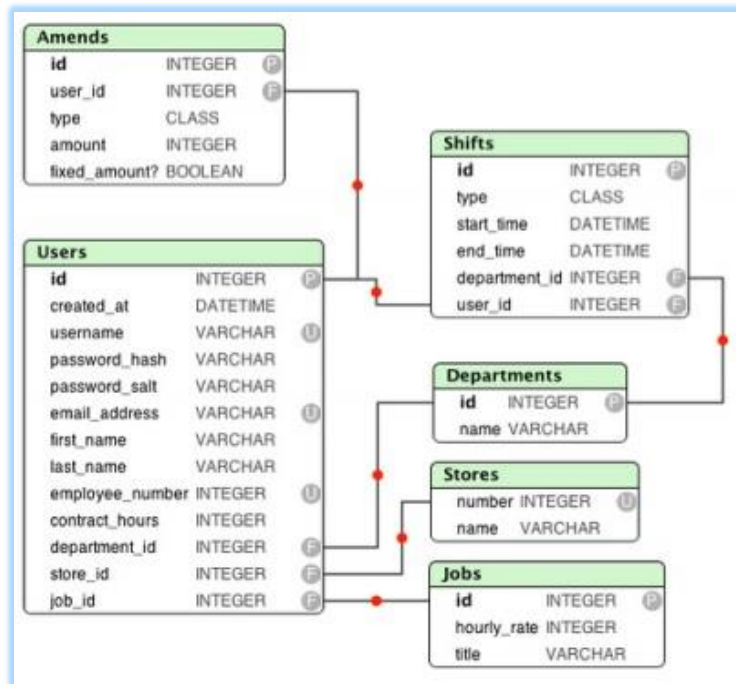 Amends
id INTEGER P
user_id INTEGER F
type CLASS
amount INTEGER
fixed_amount? BOOLEAN
Shifts
id INTEGER P
type CLASS
start_time DATETIME
end_time DATETIME
department_id INTEGER F
user_id INTEGER F
Users
id INTEGER P
created_at DATETIME
username VARCHAR U
password_hash VARCHAR
password_salt VARCHAR
email_address VARCHAR U
first_name VARCHAR
last_name VARCHAR
employee_number INTEGER U
contract_hours INTEGER
department_id INTEGER F
store_id INTEGER F
job_id INTEGER F
Departments
id INTEGER P
name VARCHAR
Stores
number INTEGER U
name VARCHAR
Jobs
id INTEGER P
hourly_rate INTEGER
title VARCHAR